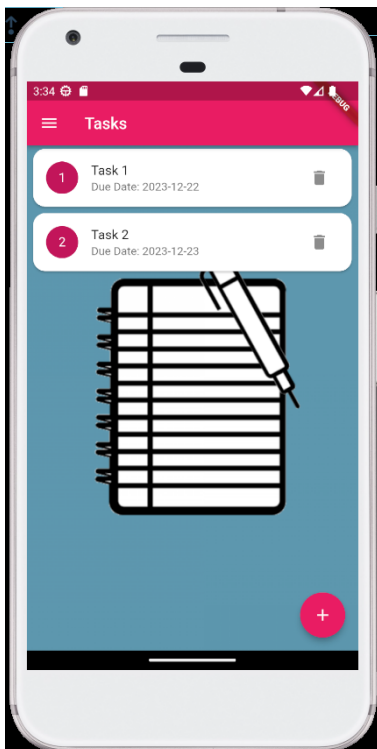 3:34
DEBUG
Tasks
1
Task 1
Due Date: 2023-12-22
2
Task 2
Due Date: 2023-12-23
+